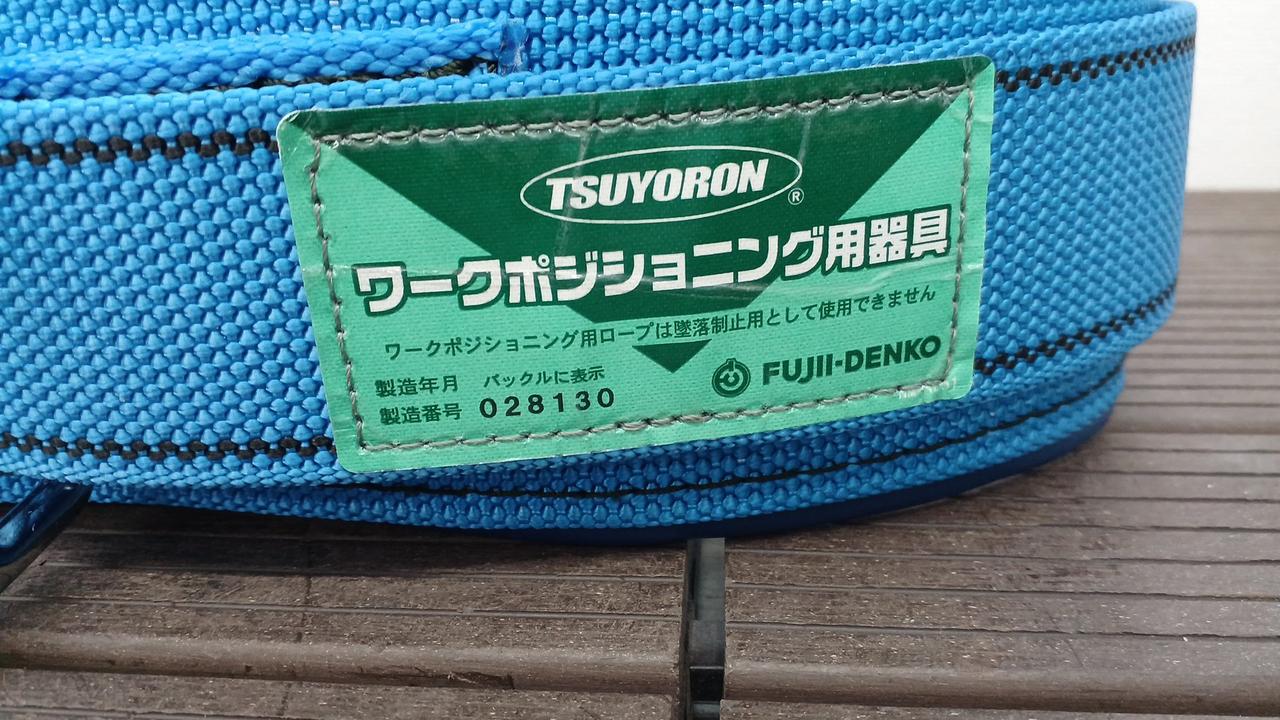 TSUYORON®
ワークポジショニング用器具
ワークポジショニング用ロープは墜落制止用として使用できません
製造年月 バックルに表示
製造番号 028130
FUJII-DENKO